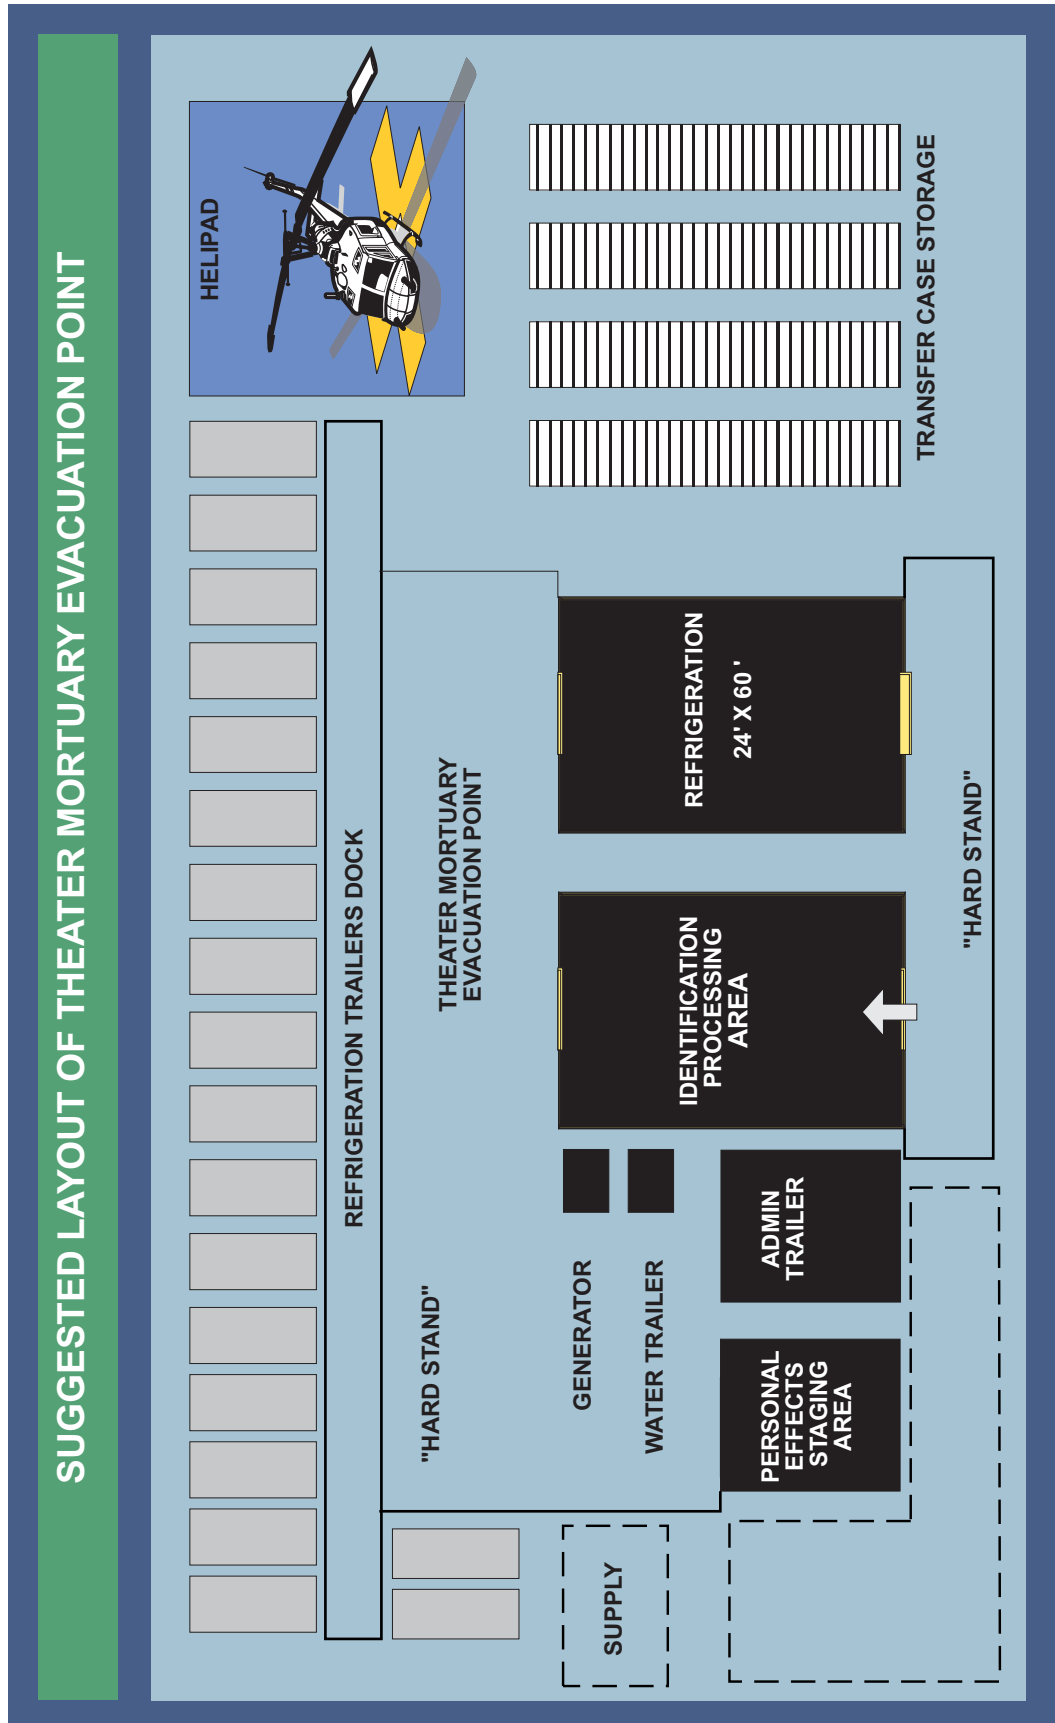 SUGGESTED LAYOUT OF THEATER MORTUARY EVACUATION POINT
HELIPAD
REFRIGERATION TRAILERS DOCK
"HARD STAND"
THEATER MORTUARY
EVACUATION POINT
SUPPLY
GENERATOR
WATER TRAILER
PERSONAL
EFFECTS
STAGING
AREA
ADMIN
TRAILER
IDENTIFICATION
PROCESSING
AREA
REFRIGERATION
24' X 60'
TRANSFER CASE STORAGE
"HARD STAND"